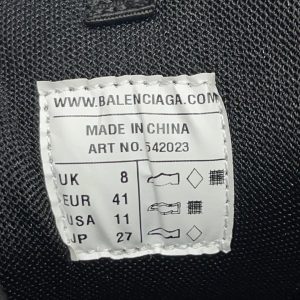 WWW.BALENCIAGA.COM
MADE IN CHINA
ART NO.542023
UK 8
EUR 41
USA 11
JP 27